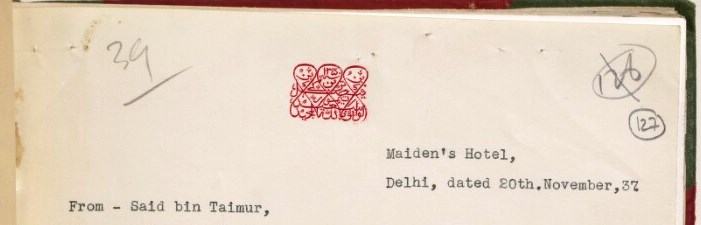 39
126
127
Maiden's Hotel,
Delhi, dated 20th.November,37
From - Said bin Taimur,